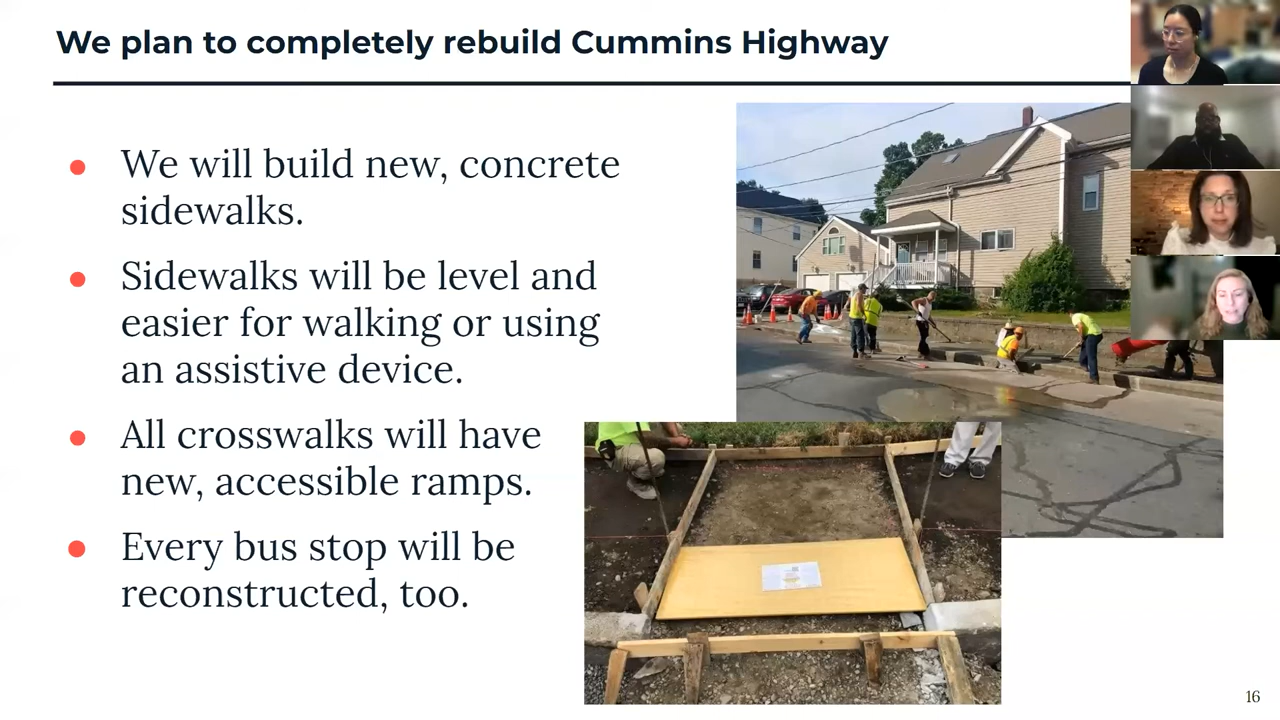 We plan to completely rebuild Cummins Highway
● We will build new, concrete
sidewalks.
● Sidewalks will be level and
easier for walking or using
an assistive device.
● All crosswalks will have
new, accessible ramps.
● Every bus stop will be
reconstructed, too.
16